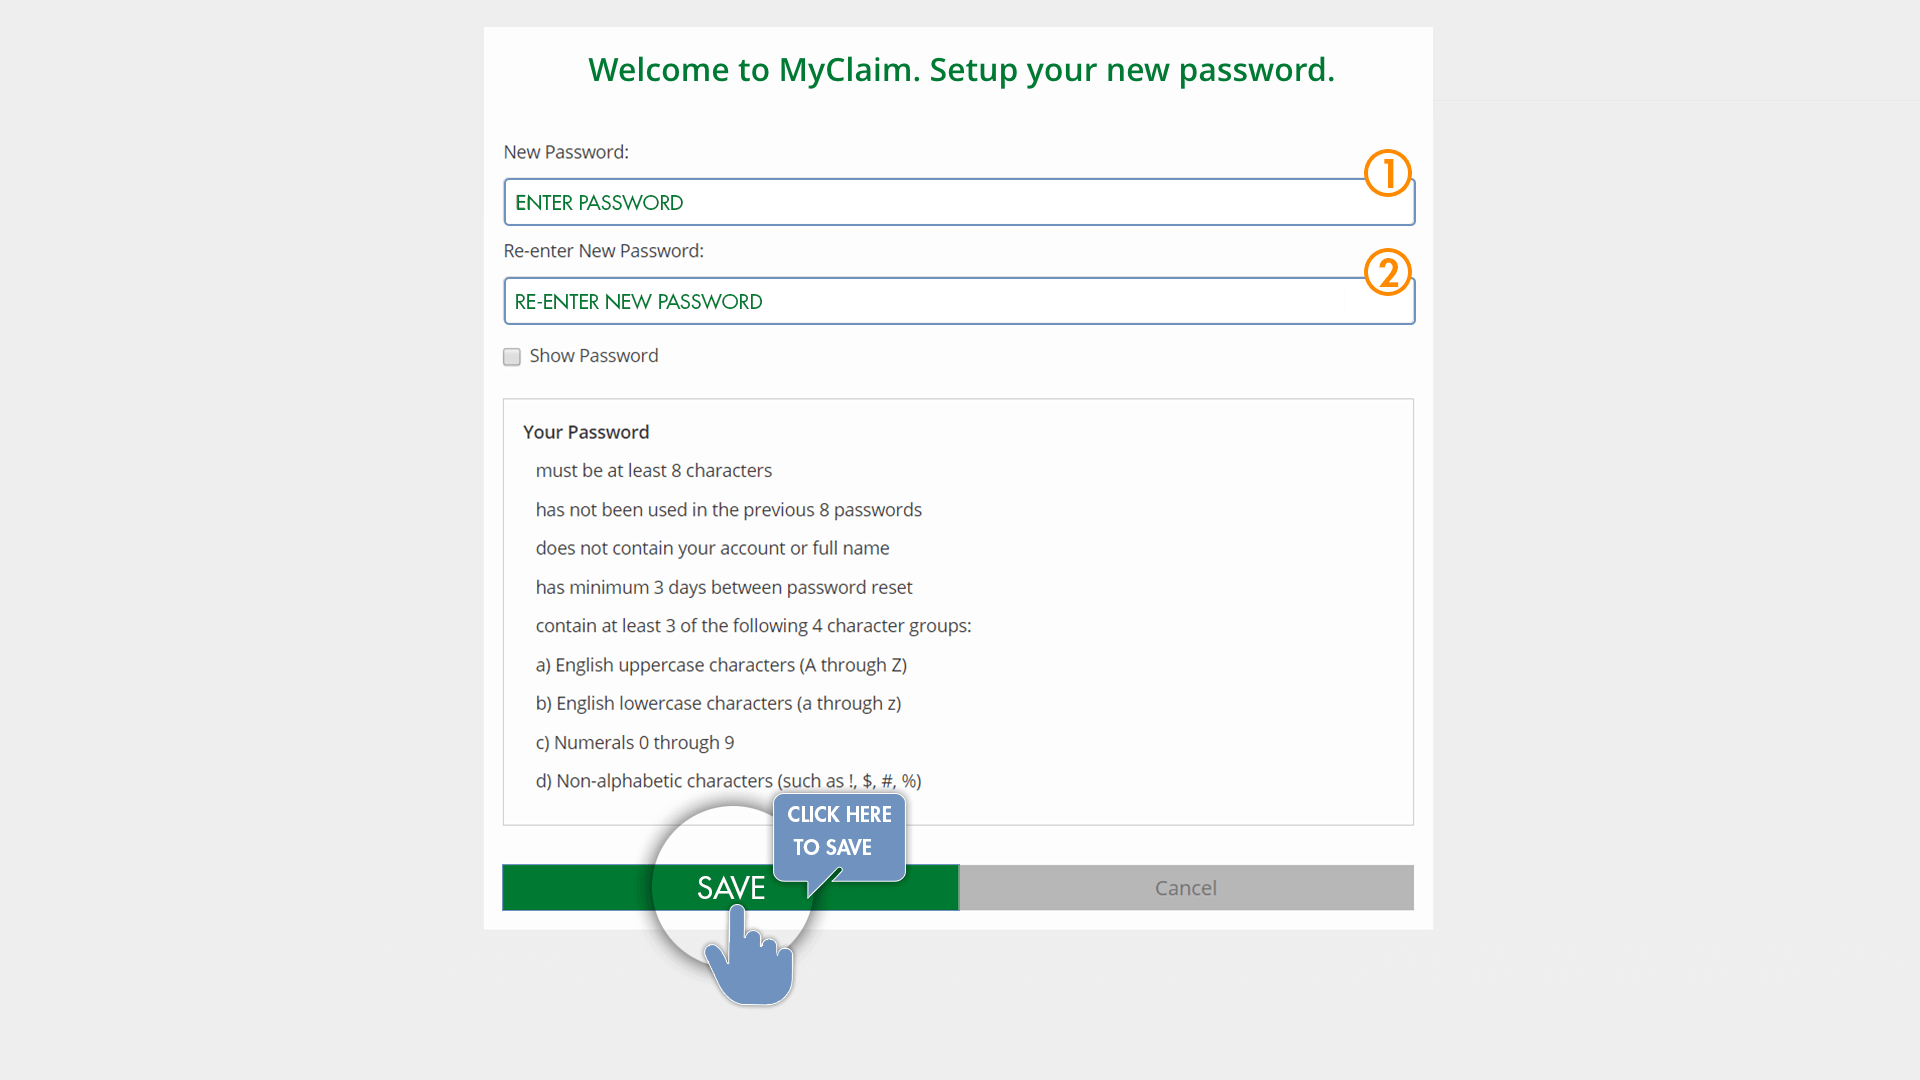 Welcome to MyClaim. Setup your new password.
New Password:
1
ENTER PASSWORD
Re-enter New Password:
2
RE-ENTER NEW PASSWORD
Show Password
Your Password
must be at least 8 characters
has not been used in the previous 8 passwords
does not contain your account or full name
has minimum 3 days between password reset
contain at least 3 of the following 4 character groups:
a) English uppercase characters (A through Z)
b) English lowercase characters (a through z)
c) Numerals 0 through 9
d) Non-alphabetic characters (such as !, $, #, %)
CLICK HERE
TO SAVE
SAVE
Cancel